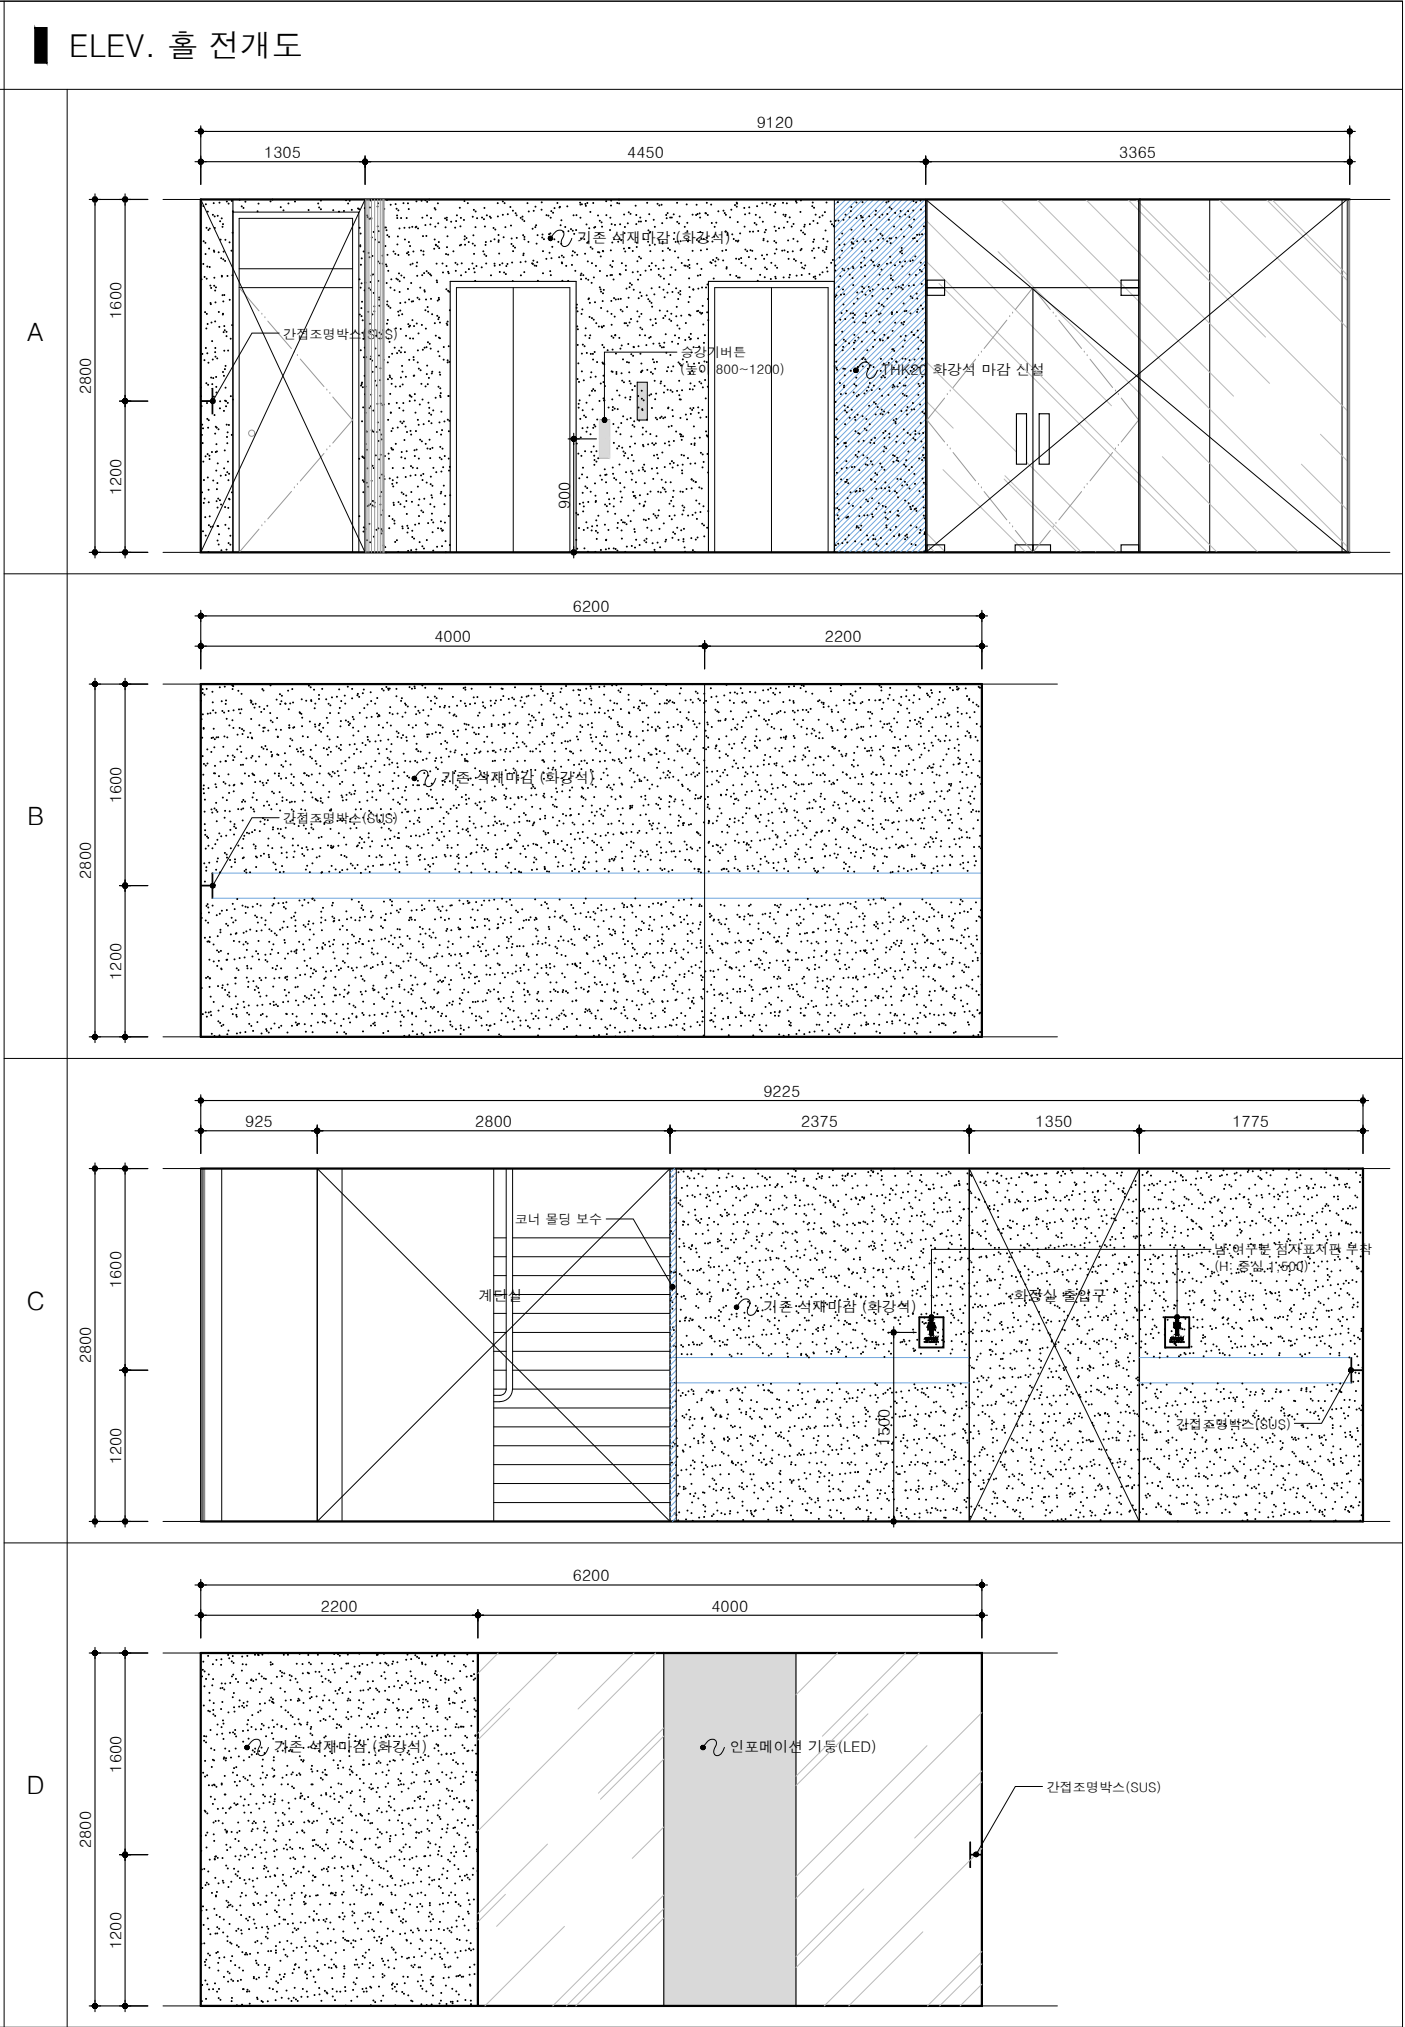 ELEV. 홀 전개도
A
9120
1305
4450
3365
2800
1600
1200
기존 석재마감 (화강석)
간접조명박스(SUS)
승강기버튼
(높이 800~1200)
THK20 화강석 마감 신설
900
B
6200
4000
2200
2800
1600
1200
기존 석재마감 (화강석)
간접조명박스(SUS)
C
9225
925
2800
2375
1350
1775
2800
1600
1200
코너 몰딩 보수
계단실
기존 석재마감 (화강석)
화장실 출입구
남.여구분 점자표지판 부착
(H: 중심 1,500)
1500
간접조명박스(SUS)
D
6200
2200
4000
2800
1600
1200
기존 석재마감 (화강석)
인포메이션 기둥(LED)
간접조명박스(SUS)